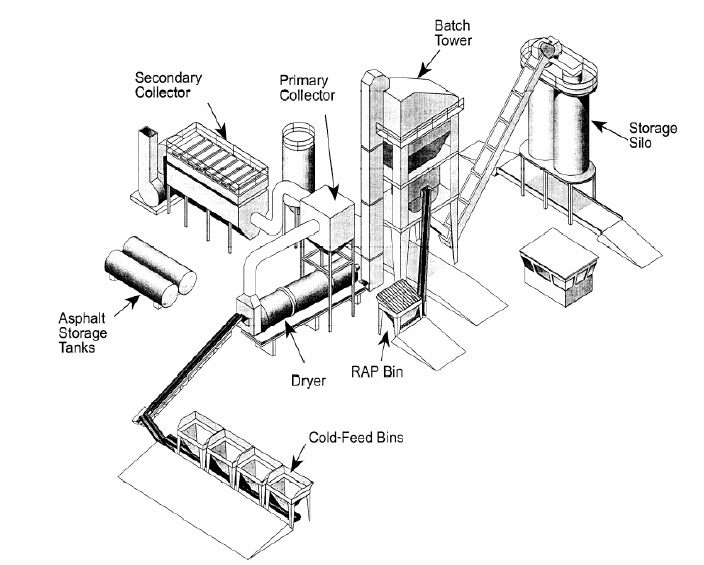 Batch
Tower
Secondary
Collector
Primary
Collector
Storage
Silo
Asphalt
Storage
Tanks
Dryer
RAP Bin
Cold-Feed Bins